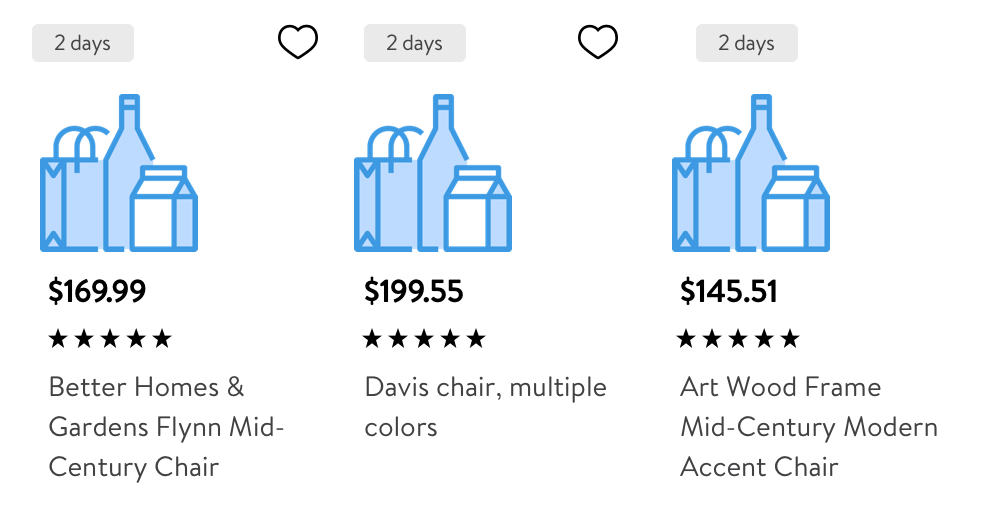 2 days
2 days
2 days
$169.99
$199.55
$145.51
★★★★★
★★★★★
★★★★★
Better Homes &
Gardens Flynn Mid-
Century Chair
Davis chair, multiple
colors
Art Wood Frame
Mid-Century Modern
Accent Chair